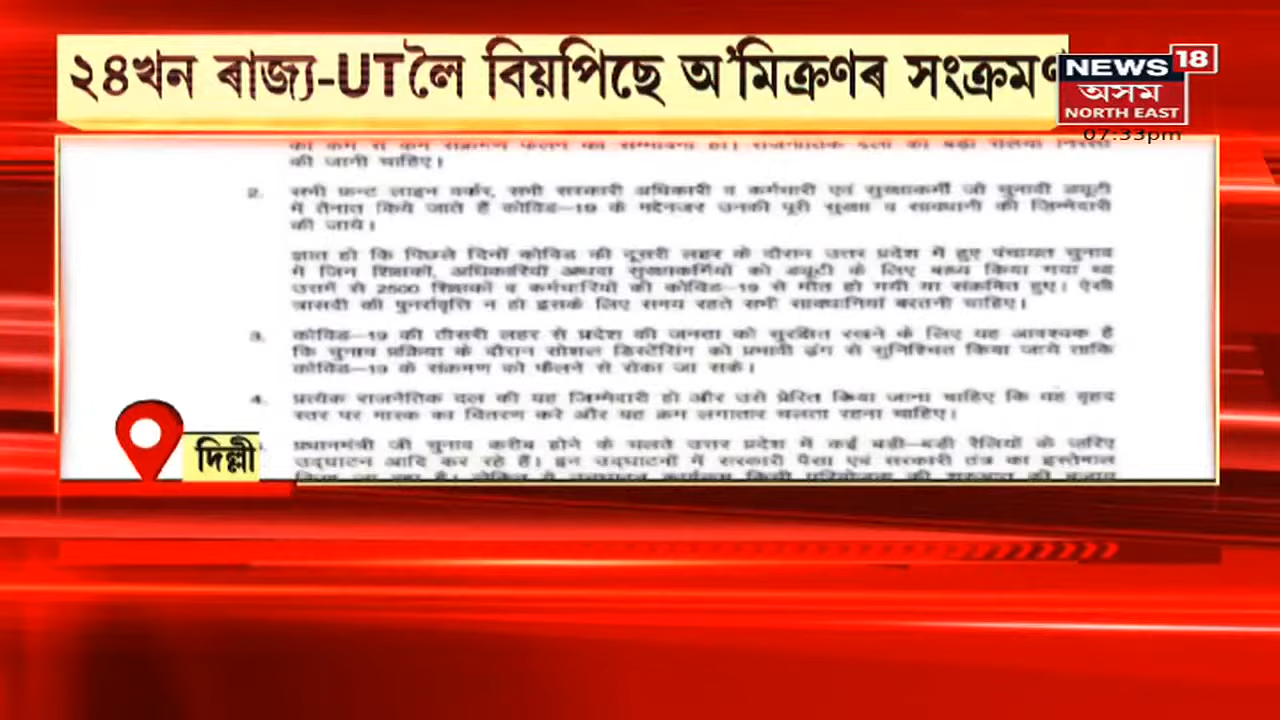 ২৪খন ৰাজ্য-UTলৈ বিয়পিছে অ'মিক্ৰণৰ সংক্ৰমণ
NEWS 18
অসম
NORTH EAST
07:33pm
की जानी चाहिए।
2. सभी फ्रन्ट लाइन वर्कर, सभी सरकारी अधिकारी व कर्मचारी एवं सुरक्षाकर्मी जो चुनावी ड्यूटी
में तैनात किये जाते हैं कोविड–19 के मद्देनजर उनकी पूरी सुरक्षा व सावधानी की जिम्मेदारी
की जाये।
ज्ञात हो कि पिछले दिनों कोविड की दूसरी लहर के दौरान उत्तर प्रदेश में हुए पंचायत चुनाव
में जिन शिक्षकों, अधिकारियों अथवा सुरक्षाकर्मियों को ड्यूटी के लिए बाध्य किया गया था
उसमें से 2500 शिक्षकों व कर्मचारियों की कोविड–19 से मौत हो गयी या संक्रमित हुए। ऐसी
त्रासदी की पुनर्रावृत्ति न हो इसके लिए समय रहते सभी सावधानियां बरतनी चाहिए।
3. कोविड–19 की तीसरी लहर से प्रदेश की जनता को सुरक्षित रखने के लिए यह आवश्यक है
कि चुनाव प्रक्रिया के दौरान सोशल डिस्टेंसिंग को प्रभावी ढ़ंग से सुनिश्चित किया जाये ताकि
कोविड–19 के संक्रमण को फैलने से रोका जा सके।
4. प्रत्येक राजनैतिक दल की यह जिम्मेदारी हो और उसे प्रेरित किया जाना चाहिए कि वह वृहद
स्तर पर मास्क का वितरण करे और यह क्रम लगातार चलता रहना चाहिए।
प्रधानमंत्री जी चुनाव करीब होने के चलते उत्तर प्रदेश में कई बड़ी–बड़ी रैलियों के जरिए
उद्घाटन आदि कर रहे हैं। इन उद्घाटनों में सरकारी पैसा एवं सरकारी तंत्र का इस्तेमाल
দিল্লী